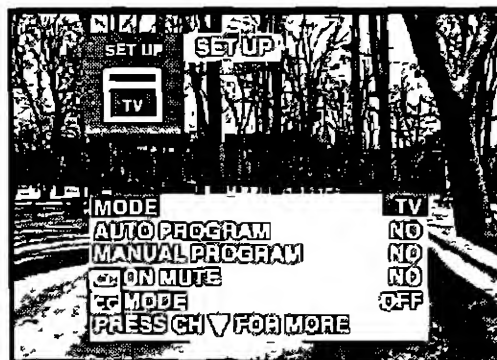 SET UP SET UP
TV
MODE TV
AUTO PROGRAM NO
MANUAL PROGRAM NO
CC ON MUTE NO
CC MODE OFF
PRESS CH ▽ FOR MORE